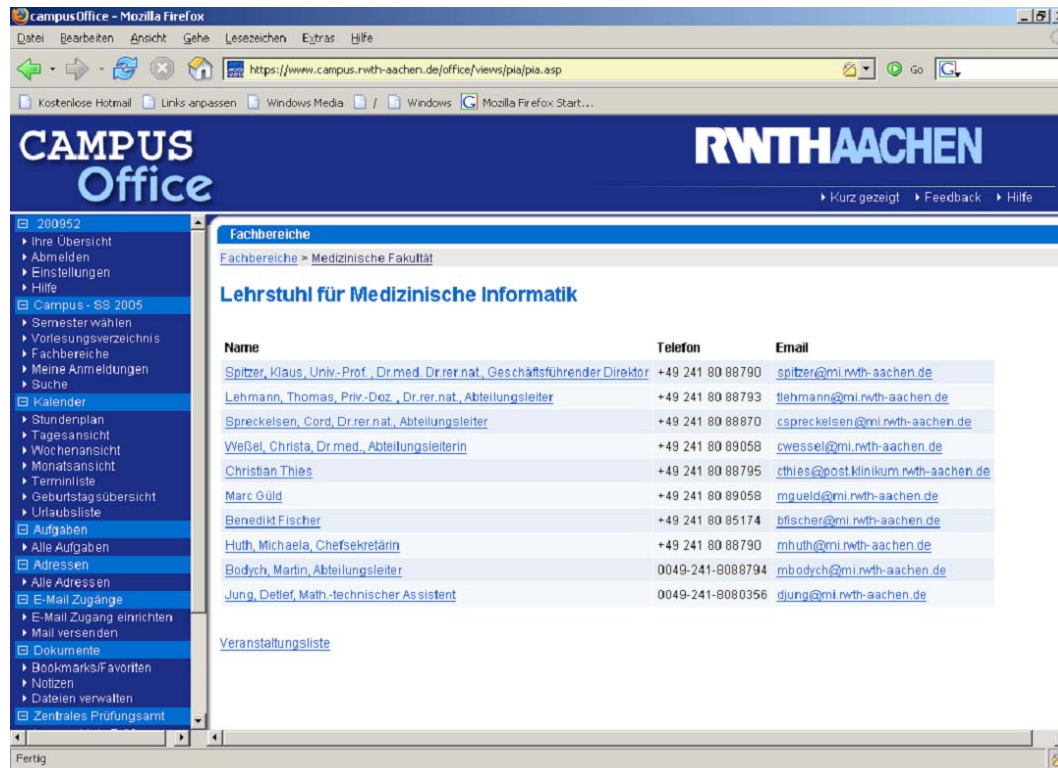 campusOffice - Mozilla Firefox
Datei Bearbeiten Ansicht Gehe Lesezeichen Extras Hilfe
https://www.campus.rwth-aachen.de/office/views/pia/pia.asp Go
Kostenlose Hotmail Links anpassen Windows Media / Windows Mozilla Firefox Start...
CAMPUS
Office
RWTHAACHEN
Kurz gezeigt Feedback Hilfe
200952
Ihre Übersicht
Abmelden
Einstellungen
Hilfe
Campus - SS 2005
Semester wählen
Vorlesungsverzeichnis
Fachbereiche
Meine Anmeldungen
Suche
Kalender
Stundenplan
Tagesansicht
Wochenansicht
Monatsansicht
Terminliste
Geburtstagsübersicht
Urlaubsliste
Aufgaben
Alle Aufgaben
Adressen
Alle Adressen
E-Mail Zugänge
E-Mail Zugang einrichten
Mail versenden
Dokumente
Bookmarks/Favoriten
Notizen
Dateien verwalten
Zentrales Prüfungsamt
Fachbereiche
Fachbereiche > Medizinische Fakultät
Lehrstuhl für Medizinische Informatik
Name Telefon Email
Spitzer, Klaus, Univ.-Prof. , Dr.med. Dr.rer.nat., Geschäftsführender Direktor +49 241 80 88790 spitzer@mi.rwth-aachen.de
Lehmann, Thomas, Priv.-Doz. , Dr.rer.nat., Abteilungsleiter +49 241 80 88793 tlehmann@mi.rwth-aachen.de
Spreckelsen, Cord, Dr.rer.nat., Abteilungsleiter +49 241 80 88870 cspreckelsen@mi.rwth-aachen.de
Weßel, Christa, Dr.med., Abteilungsleiterin +49 241 80 89058 cwessel@mi.rwth-aachen.de
Christian Thies +49 241 80 88795 cthies@post.klinikum.rwth-aachen.de
Marc Güld +49 241 80 89058 mgueld@mi.rwth-aachen.de
Benedikt Fischer +49 241 80 85174 bfischer@mi.rwth-aachen.de
Huth, Michaela, Chefsekretärin +49 241 80 88790 mhuth@mi.rwth-aachen.de
Bodych, Martin, Abteilungsleiter 0049-241-8088794 mbodych@mi.rwth-aachen.de
Jung, Detlef, Math.-technischer Assistent 0049-241-8080356 djung@mi.rwth-aachen.de
Veranstaltungsliste
Fertig